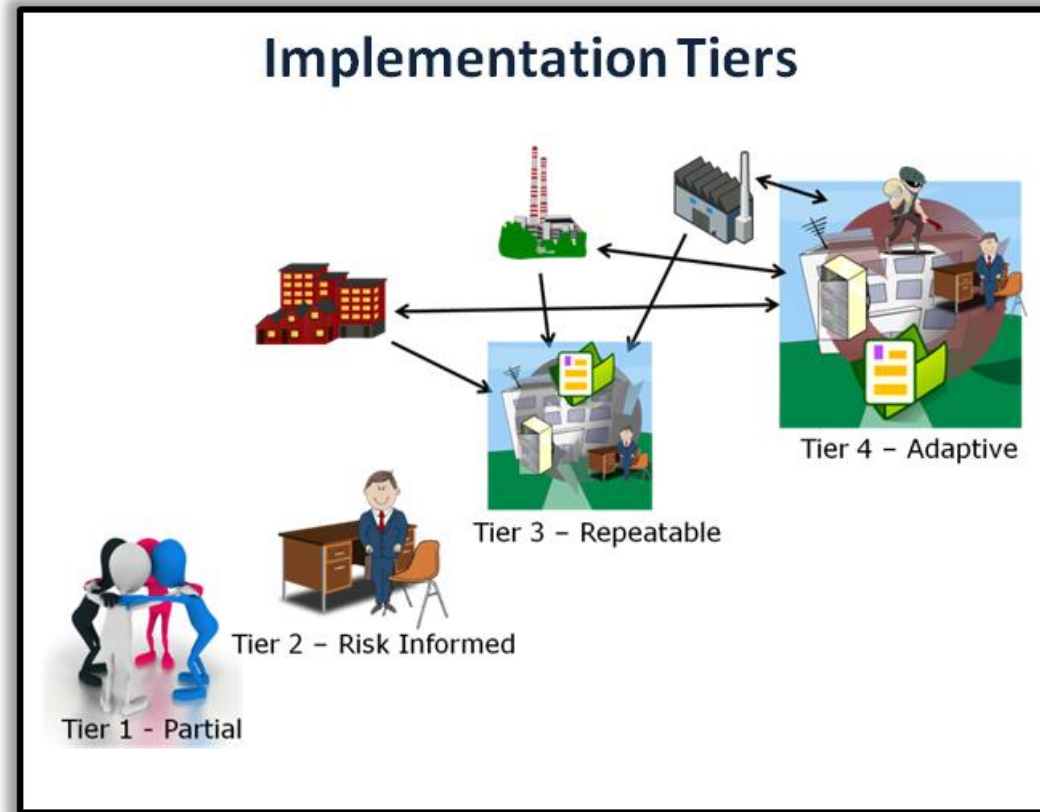 Implementation Tiers
Tier 4 – Adaptive
Tier 3 – Repeatable
Tier 2 – Risk Informed
Tier 1 - Partial